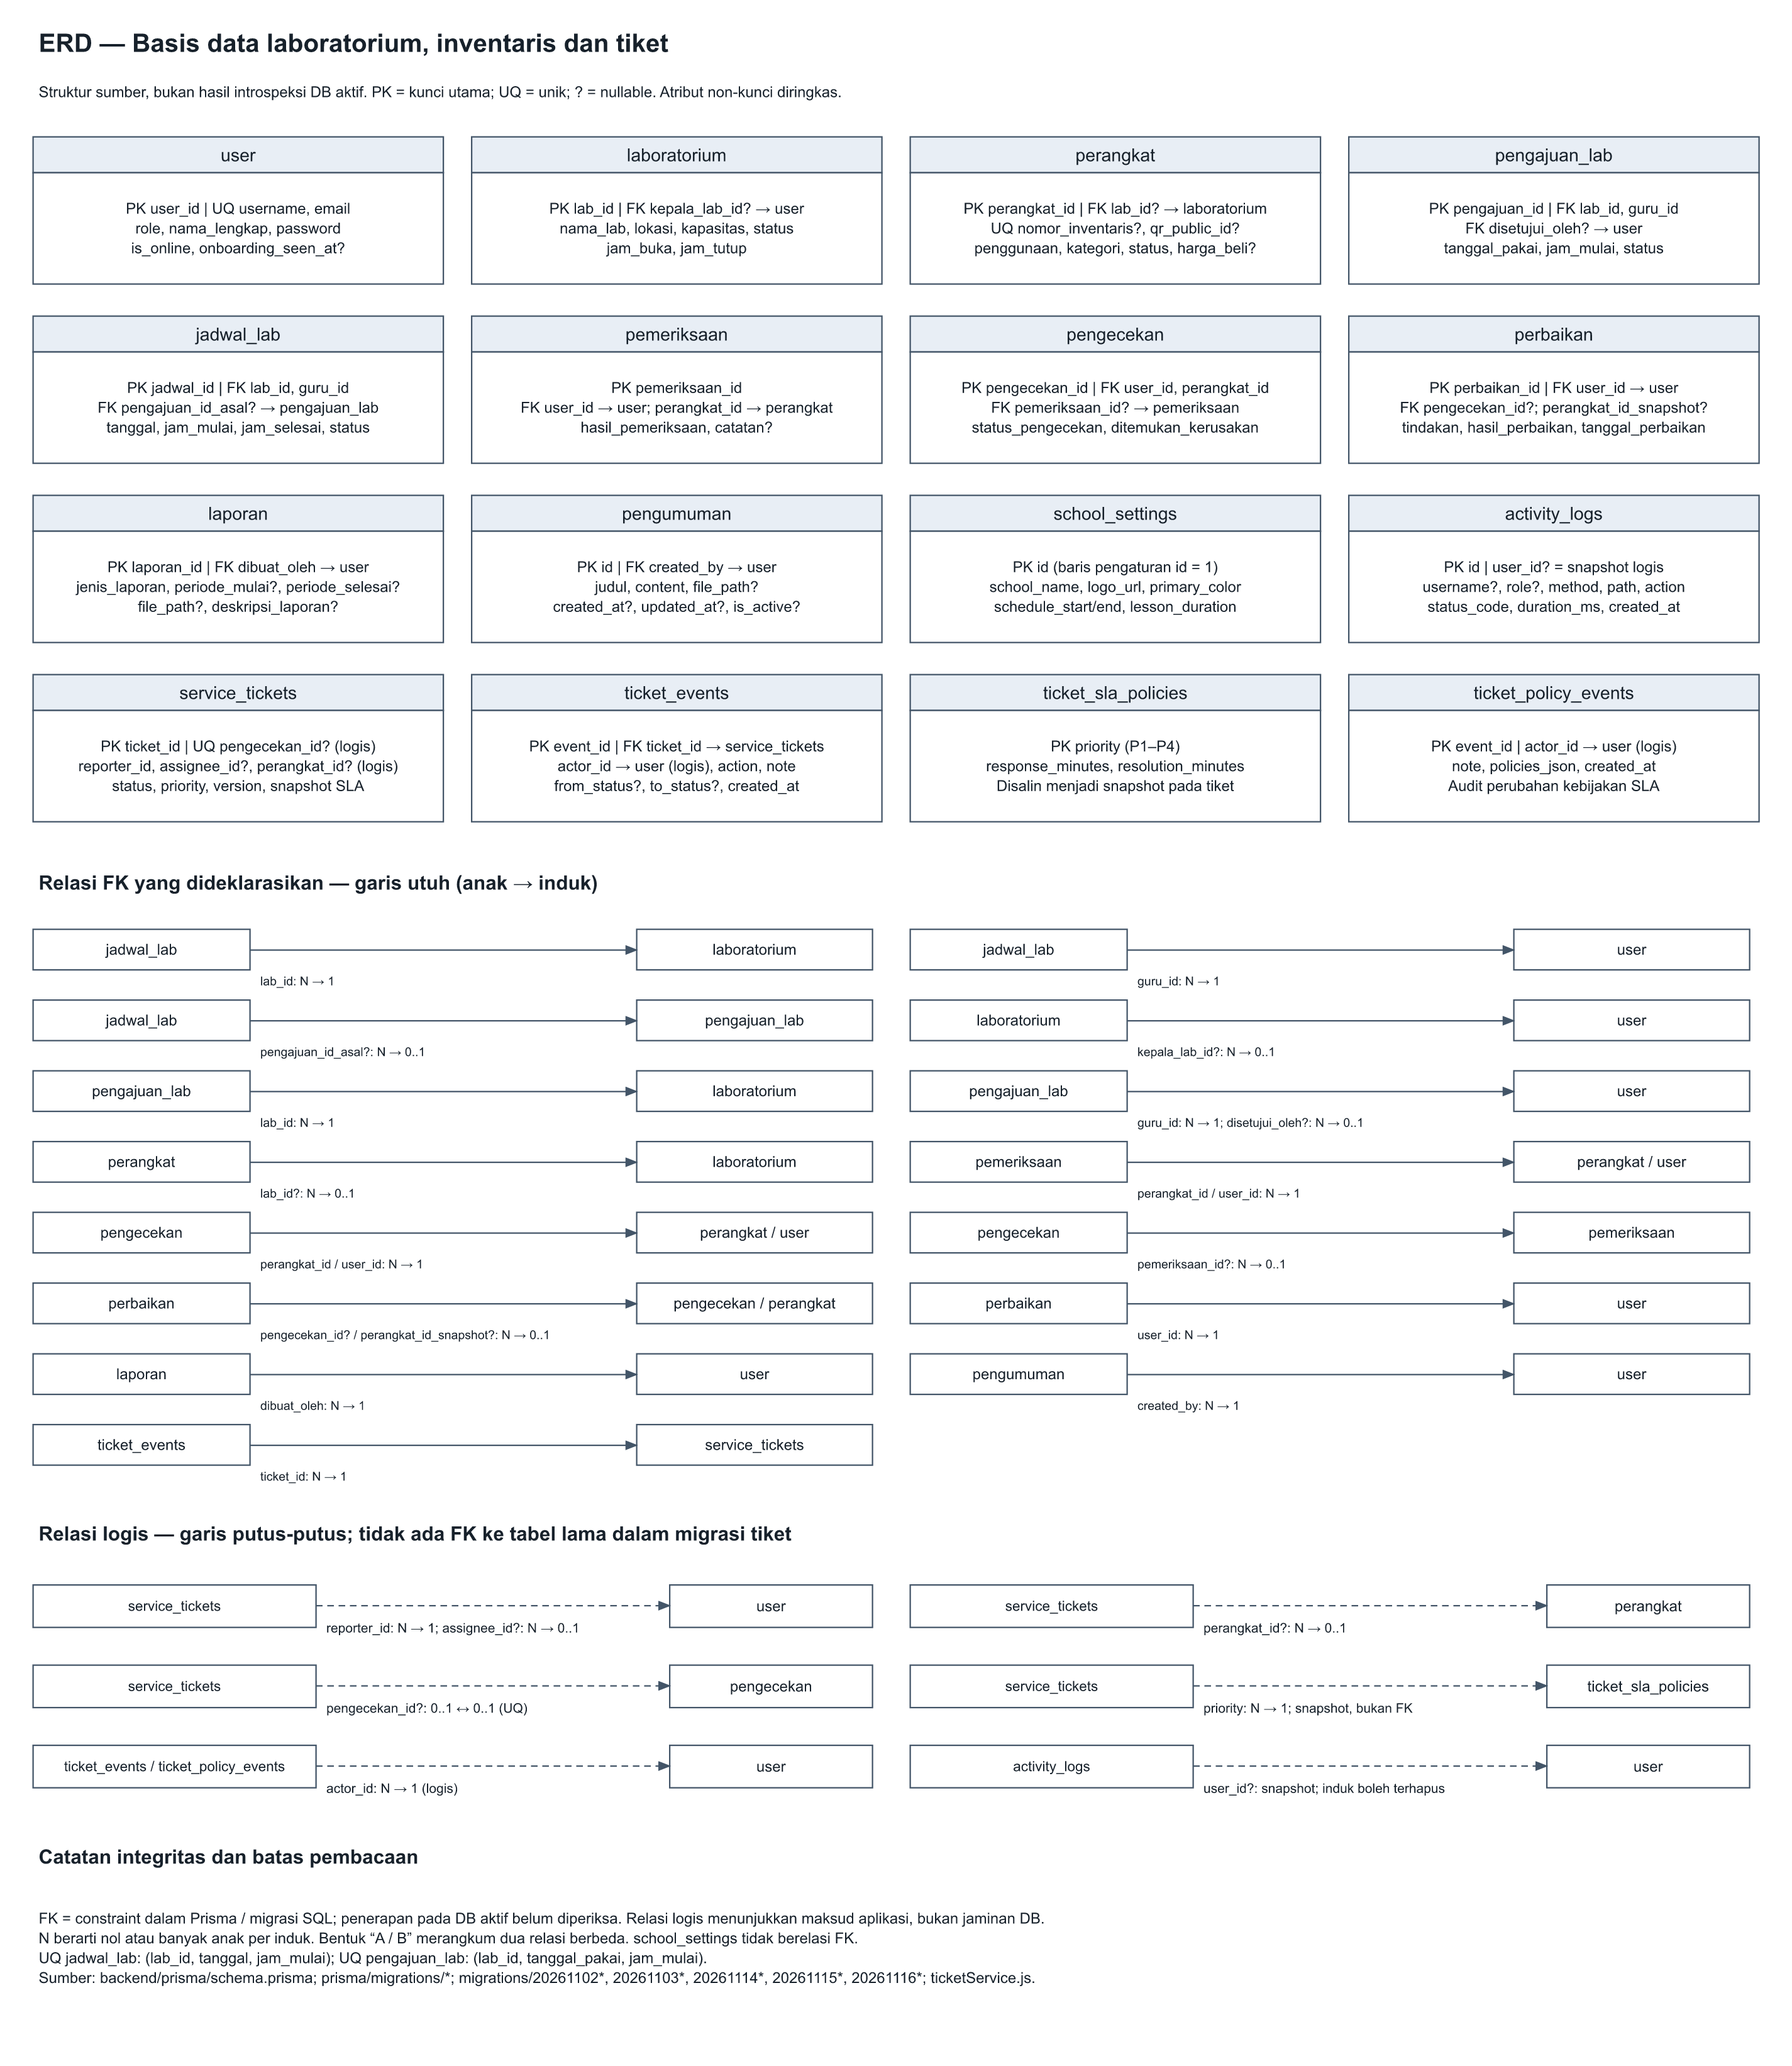 ERD — Basis data laboratorium, inventaris dan tiket
Struktur sumber, bukan hasil introspeksi DB aktif. PK = kunci utama; UQ = unik; ? = nullable. Atribut non-kunci diringkas.
user
PK user_id | UQ username, email
role, nama_lengkap, password
is_online, onboarding_seen_at?
laboratorium
PK lab_id | FK kepala_lab_id? → user
nama_lab, lokasi, kapasitas, status
jam_buka, jam_tutup
perangkat
PK perangkat_id | FK lab_id? → laboratorium
UQ nomor_inventaris?, qr_public_id?
penggunaan, kategori, status, harga_beli?
pengajuan_lab
PK pengajuan_id | FK lab_id, guru_id
FK disetujui_oleh? → user
tanggal_pakai, jam_mulai, status
jadwal_lab
PK jadwal_id | FK lab_id, guru_id
FK pengajuan_id_asal? → pengajuan_lab
tanggal, jam_mulai, jam_selesai, status
pemeriksaan
PK pemeriksaan_id
FK user_id → user; perangkat_id → perangkat
hasil_pemeriksaan, catatan?
pengecekan
PK pengecekan_id | FK user_id, perangkat_id
FK pemeriksaan_id? → pemeriksaan
status_pengecekan, ditemukan_kerusakan
perbaikan
PK perbaikan_id | FK user_id → user
FK pengecekan_id?; perangkat_id_snapshot?
tindakan, hasil_perbaikan, tanggal_perbaikan
laporan
PK laporan_id | FK dibuat_oleh → user
jenis_laporan, periode_mulai?, periode_selesai?
file_path?, deskripsi_laporan?
pengumuman
PK id | FK created_by → user
judul, content, file_path?
created_at?, updated_at?, is_active?
school_settings
PK id (baris pengaturan id = 1)
school_name, logo_url, primary_color
schedule_start/end, lesson_duration
activity_logs
PK id | user_id? = snapshot logis
username?, role?, method, path, action
status_code, duration_ms, created_at
service_tickets
PK ticket_id | UQ pengecekan_id? (logis)
reporter_id, assignee_id?, perangkat_id? (logis)
status, priority, version, snapshot SLA
ticket_events
PK event_id | FK ticket_id → service_tickets
actor_id → user (logis), action, note
from_status?, to_status?, created_at
ticket_sla_policies
PK priority (P1–P4)
response_minutes, resolution_minutes
Disalin menjadi snapshot pada tiket
ticket_policy_events
PK event_id | actor_id → user (logis)
note, policies_json, created_at
Audit perubahan kebijakan SLA
Relasi FK yang dideklarasikan — garis utuh (anak → induk)
jadwal_lab
laboratorium
lab_id: N → 1
jadwal_lab
user
guru_id: N → 1
jadwal_lab
pengajuan_lab
pengajuan_id_asal?: N → 0..1
laboratorium
user
kepala_lab_id?: N → 0..1
pengajuan_lab
laboratorium
lab_id: N → 1
pengajuan_lab
user
guru_id: N → 1; disetujui_oleh?: N → 0..1
perangkat
laboratorium
lab_id?: N → 0..1
pemeriksaan
perangkat / user
perangkat_id / user_id: N → 1
pengecekan
perangkat / user
perangkat_id / user_id: N → 1
pengecekan
pemeriksaan
pemeriksaan_id?: N → 0..1
perbaikan
pengecekan / perangkat
pengecekan_id? / perangkat_id_snapshot?: N → 0..1
perbaikan
user
user_id: N → 1
laporan
user
dibuat_oleh: N → 1
pengumuman
user
created_by: N → 1
ticket_events
service_tickets
ticket_id: N → 1
Relasi logis — garis putus-putus; tidak ada FK ke tabel lama dalam migrasi tiket
service_tickets
user
reporter_id: N → 1; assignee_id?: N → 0..1
service_tickets
perangkat
perangkat_id?: N → 0..1
service_tickets
pengecekan
pengecekan_id?: 0..1 ↔ 0..1 (UQ)
service_tickets
ticket_sla_policies
priority: N → 1; snapshot, bukan FK
ticket_events / ticket_policy_events
user
actor_id: N → 1 (logis)
activity_logs
user
user_id?: snapshot; induk boleh terhapus
Catatan integritas dan batas pembacaan
FK = constraint dalam Prisma / migrasi SQL; penerapan pada DB aktif belum diperiksa. Relasi logis menunjukkan maksud aplikasi, bukan jaminan DB.
N berarti nol atau banyak anak per induk. Bentuk “A / B” merangkum dua relasi berbeda. school_settings tidak berelasi FK.
UQ jadwal_lab: (lab_id, tanggal, jam_mulai); UQ pengajuan_lab: (lab_id, tanggal_pakai, jam_mulai).
Sumber: backend/prisma/schema.prisma; prisma/migrations/*; migrations/20261102*, 20261103*, 20261114*, 20261115*, 20261116*; ticketService.js.